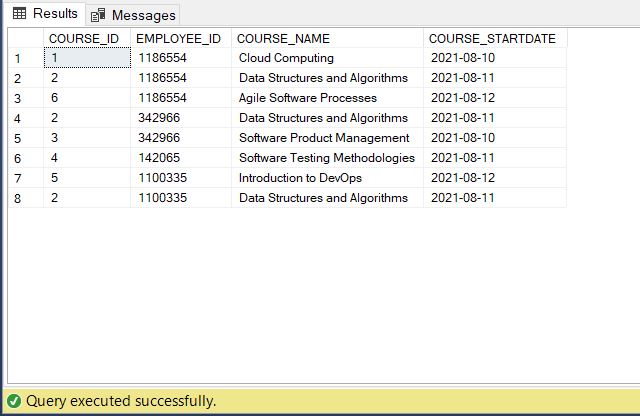 Results Messages
COURSE_ID EMPLOYEE_ID COURSE_NAME COURSE_STARTDATE
1 1 1186554 Cloud Computing 2021-08-10
2 2 1186554 Data Structures and Algorithms 2021-08-11
3 6 1186554 Agile Software Processes 2021-08-12
4 2 342966 Data Structures and Algorithms 2021-08-11
5 3 342966 Software Product Management 2021-08-10
6 4 142065 Software Testing Methodologies 2021-08-11
7 5 1100335 Introduction to DevOps 2021-08-12
8 2 1100335 Data Structures and Algorithms 2021-08-11
Query executed successfully.